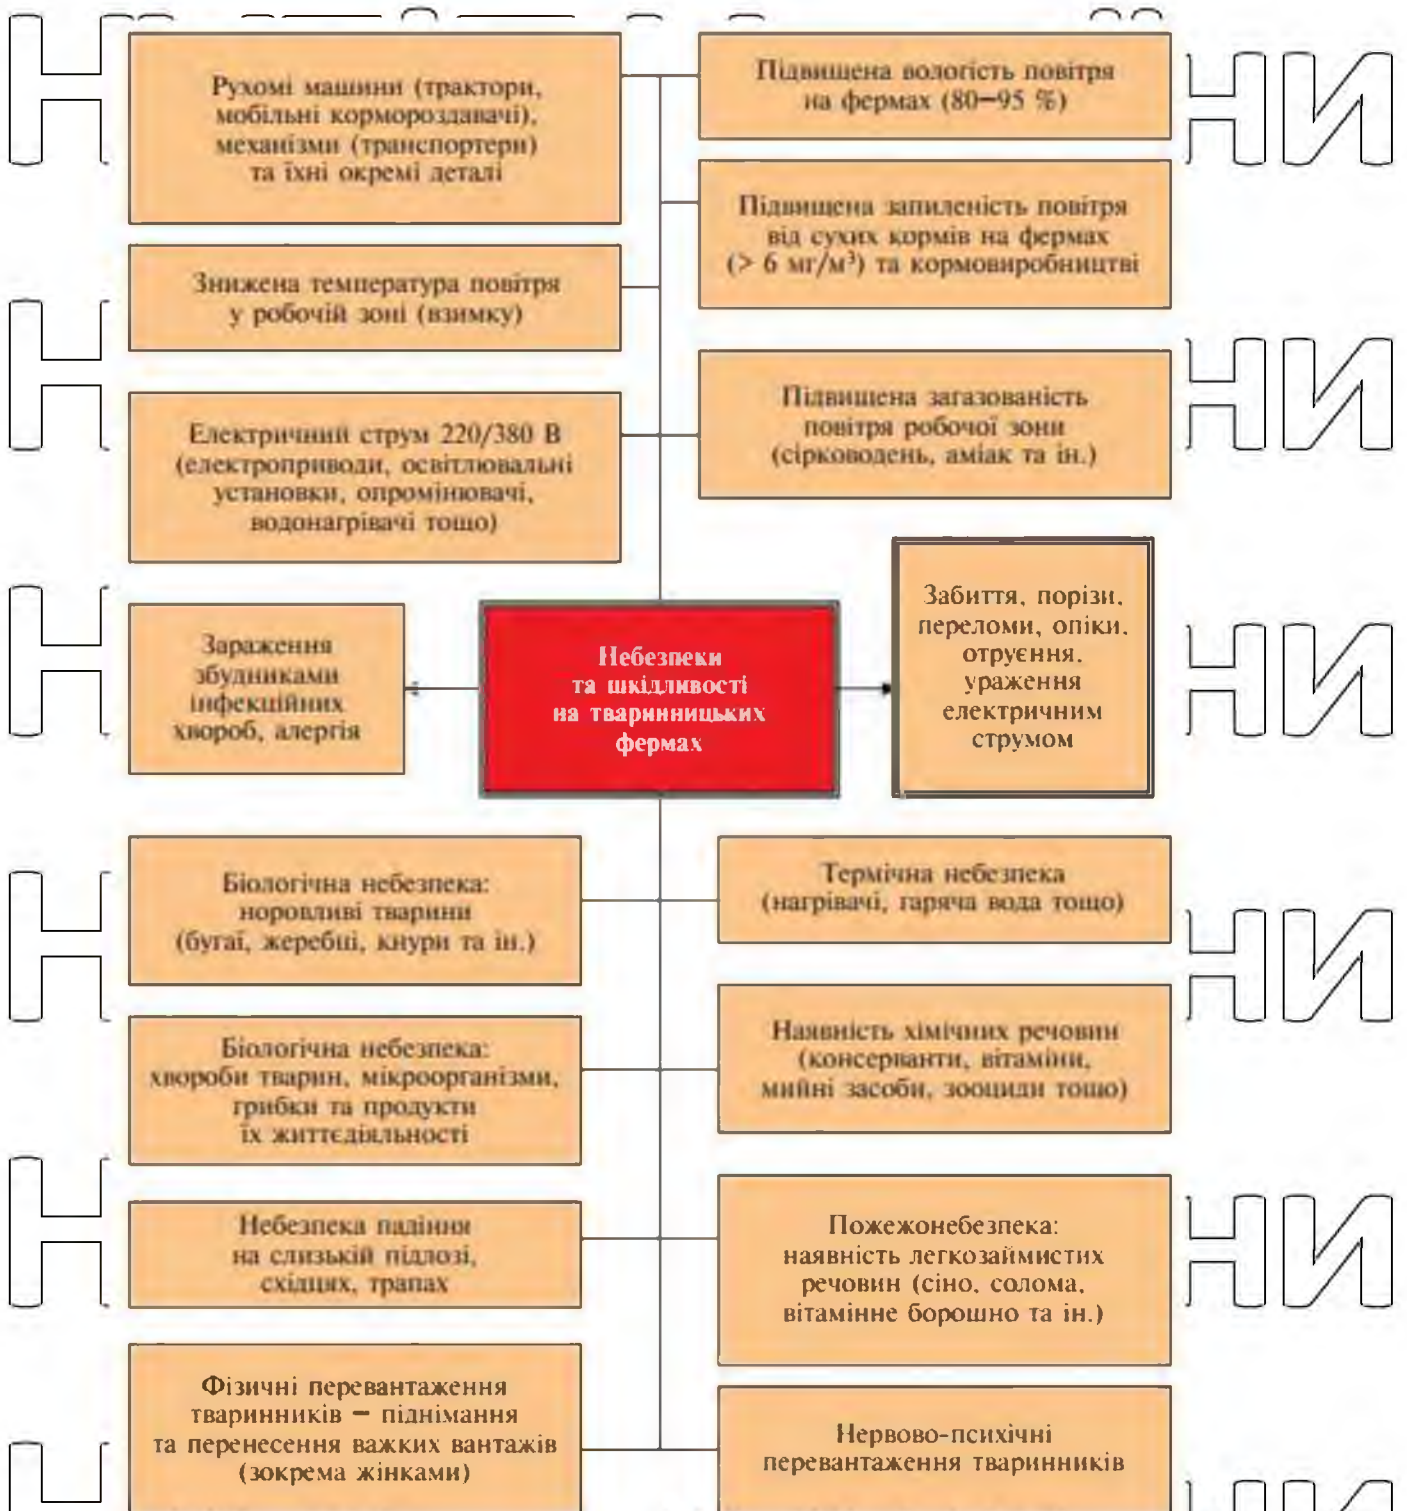 Рухомі машини (трактори,
мобільні кормороздавачі),
механізми (транспортери)
та їхні окремі деталі
Підвищена вологість повітря
на фермах (80—95 %)
Підвищена запиленість повітря
від сухих кормів на фермах
(> 6 мг/м³) та кормовиробництві
Знижена температура повітря
у робочій зоні (взимку)
Підвищена загазованість
повітря робочої зони
(сірководень, аміак та ін.)
Електричний струм 220/380 В
(електроприводи, освітлювальні
установки, опромінювачі,
водонагрівачі тощо)
Зараження
збудниками
інфекційних
хвороб, алергія
Небезпеки
та шкідливості
на тваринницьких
фермах
Забиття, порізи,
переломи, опіки,
отруєння,
ураження
електричним
струмом
Біологічна небезпека:
норовливі тварини
(бугаї, жеребці, кнури та ін.)
Термічна небезпека
(нагрівачі, гаряча вода тощо)
Біологічна небезпека:
хвороби тварин, мікроорганізми,
грибки та продукти
їх життєдіяльності
Наявність хімічних речовин
(консерванти, вітаміни,
мийні засоби, зооциди тощо)
Небезпека падіння
на слизькій підлозі,
східцях, трапах
Пожежонебезпека:
наявність легкозаймистих
речовин (сіно, солома,
вітамінне борошно та ін.)
Фізичні перевантаження
тваринників — піднімання
та перенесення важких вантажів
(зокрема жінками)
Нервово-психічні
перевантаження тваринників
Н
НИ
Н
НИ
Н
НИ
Н
НИ
Н
НИ